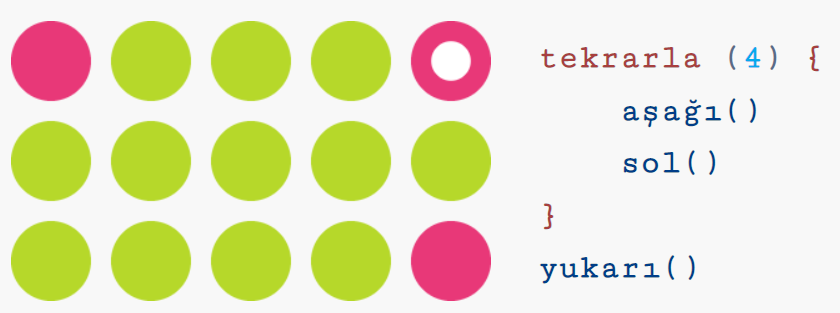 tekrarla (4) {
    aşağı()
    sol()
}
yukarı()